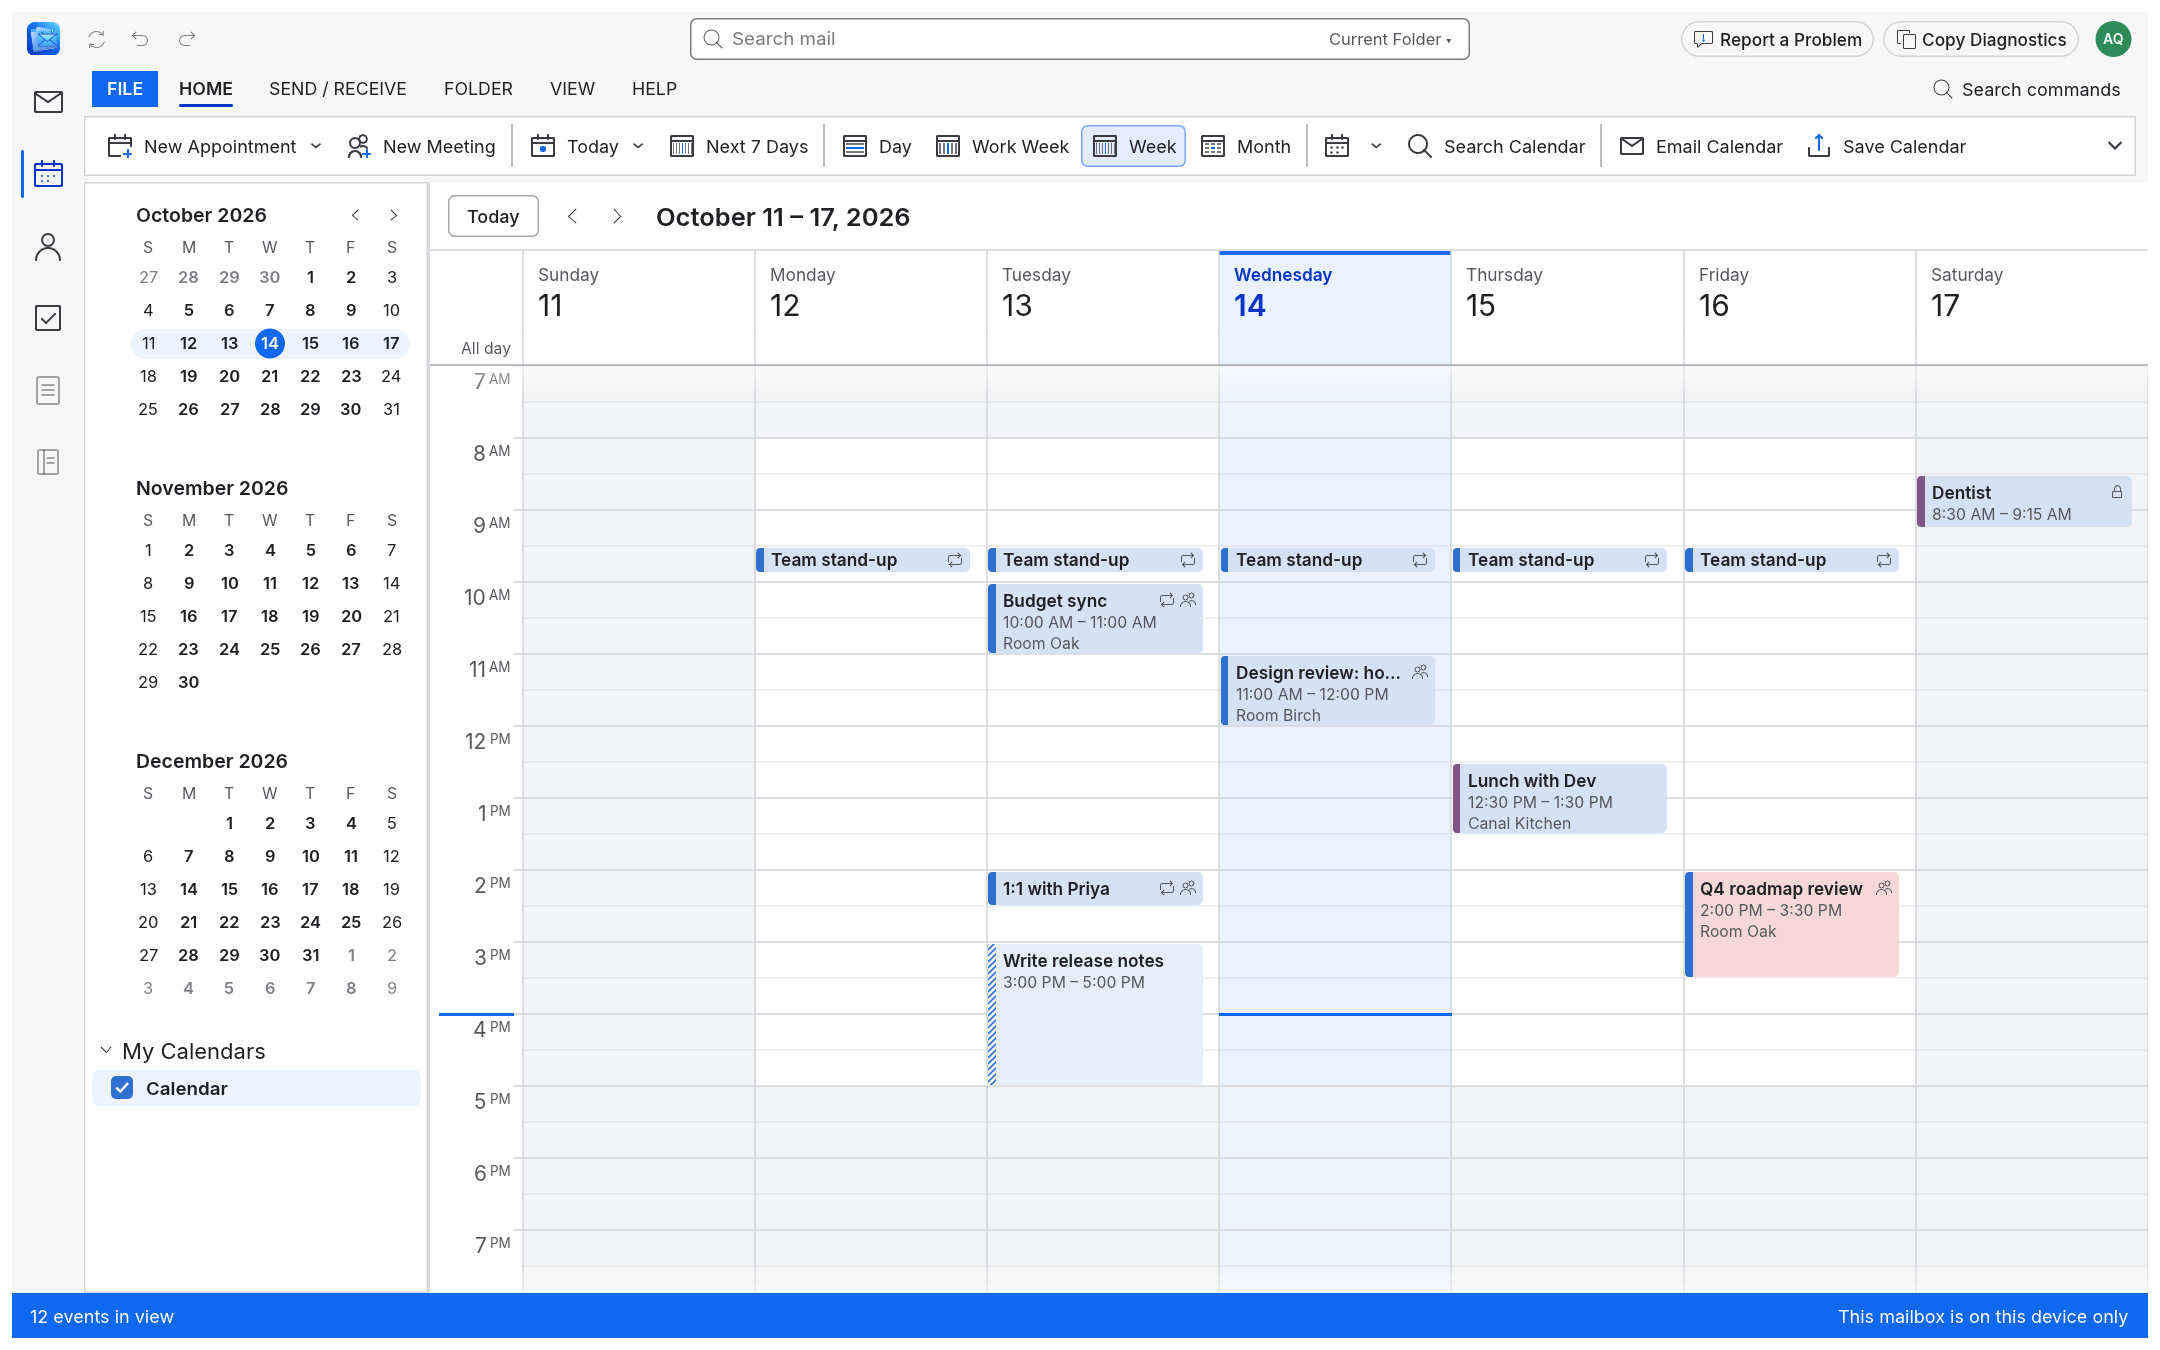 Search mail
Current Folder
Report a Problem
Copy Diagnostics
AQ
FILE
HOME
SEND / RECEIVE
FOLDER
VIEW
HELP
Search commands
New Appointment
New Meeting
Today
Next 7 Days
Day
Work Week
Week
Month
Search Calendar
Email Calendar
Save Calendar
October 2026
S M T W T F S
27 28 29 30 1 2 3
4 5 6 7 8 9 10
11 12 13 14 15 16 17
18 19 20 21 22 23 24
25 26 27 28 29 30 31
November 2026
S M T W T F S
1 2 3 4 5 6 7
8 9 10 11 12 13 14
15 16 17 18 19 20 21
22 23 24 25 26 27 28
29 30
December 2026
S M T W T F S
1 2 3 4 5
6 7 8 9 10 11 12
13 14 15 16 17 18 19
20 21 22 23 24 25 26
27 28 29 30 31 1 2
3 4 5 6 7 8 9
My Calendars
Calendar
Today
October 11 – 17, 2026
Sunday
11
Monday
12
Tuesday
13
Wednesday
14
Thursday
15
Friday
16
Saturday
17
All day
7 AM
8 AM
9 AM
10 AM
11 AM
12 PM
1 PM
2 PM
3 PM
4 PM
5 PM
6 PM
7 PM
Team stand-up
Team stand-up
Budget sync
10:00 AM – 11:00 AM
Room Oak
1:1 with Priya
Write release notes
3:00 PM – 5:00 PM
Team stand-up
Design review: ho...
11:00 AM – 12:00 PM
Room Birch
Team stand-up
Lunch with Dev
12:30 PM – 1:30 PM
Canal Kitchen
Team stand-up
Q4 roadmap review
2:00 PM – 3:30 PM
Room Oak
Dentist
8:30 AM – 9:15 AM
12 events in view
This mailbox is on this device only